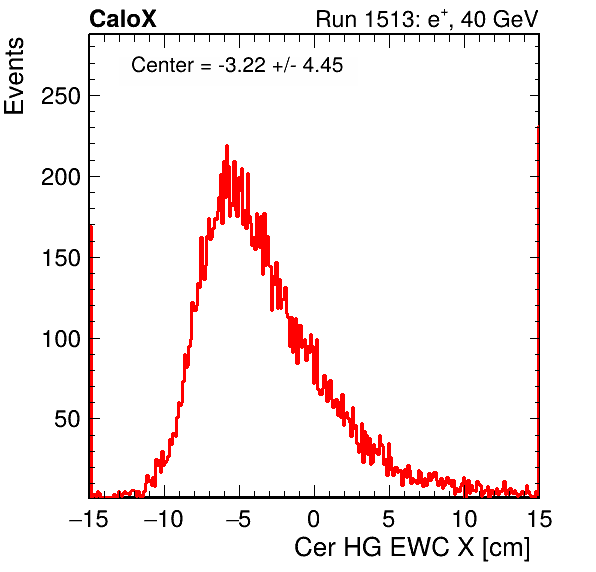 CaloX Run 1513: e⁺, 40 GeV
Events
Center = -3.22 +/- 4.45
250
200
150
100
50
−15 −10 −5 0 5 10 15
Cer HG EWC X [cm]